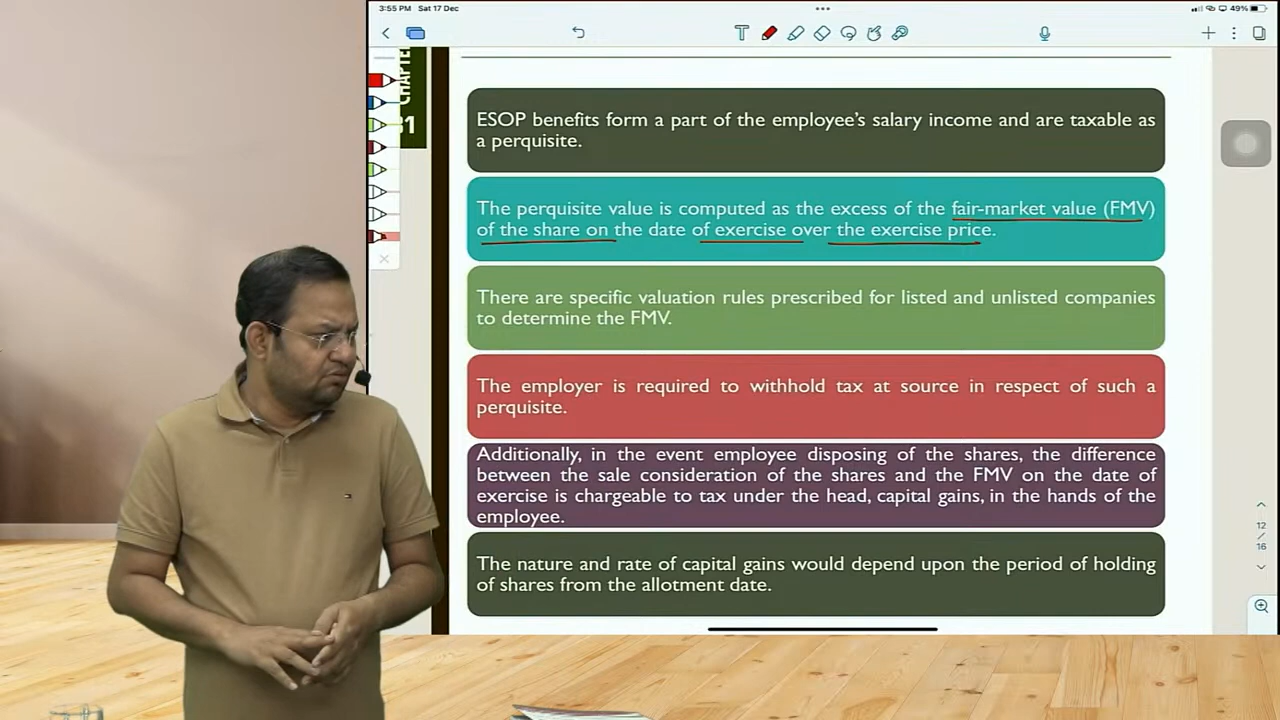 3:55 PM Sat 17 Dec
49%
T
CHAPTE
31
ESOP benefits form a part of the employee's salary income and are taxable as
a perquisite.
The perquisite value is computed as the excess of the fair-market value (FMV)
of the share on the date of exercise over the exercise price.
There are specific valuation rules prescribed for listed and unlisted companies
to determine the FMV.
The employer is required to withhold tax at source in respect of such a
perquisite.
Additionally, in the event employee disposing of the shares, the difference
between the sale consideration of the shares and the FMV on the date of
exercise is chargeable to tax under the head, capital gains, in the hands of the
employee.
The nature and rate of capital gains would depend upon the period of holding
of shares from the allotment date.
12
/
16